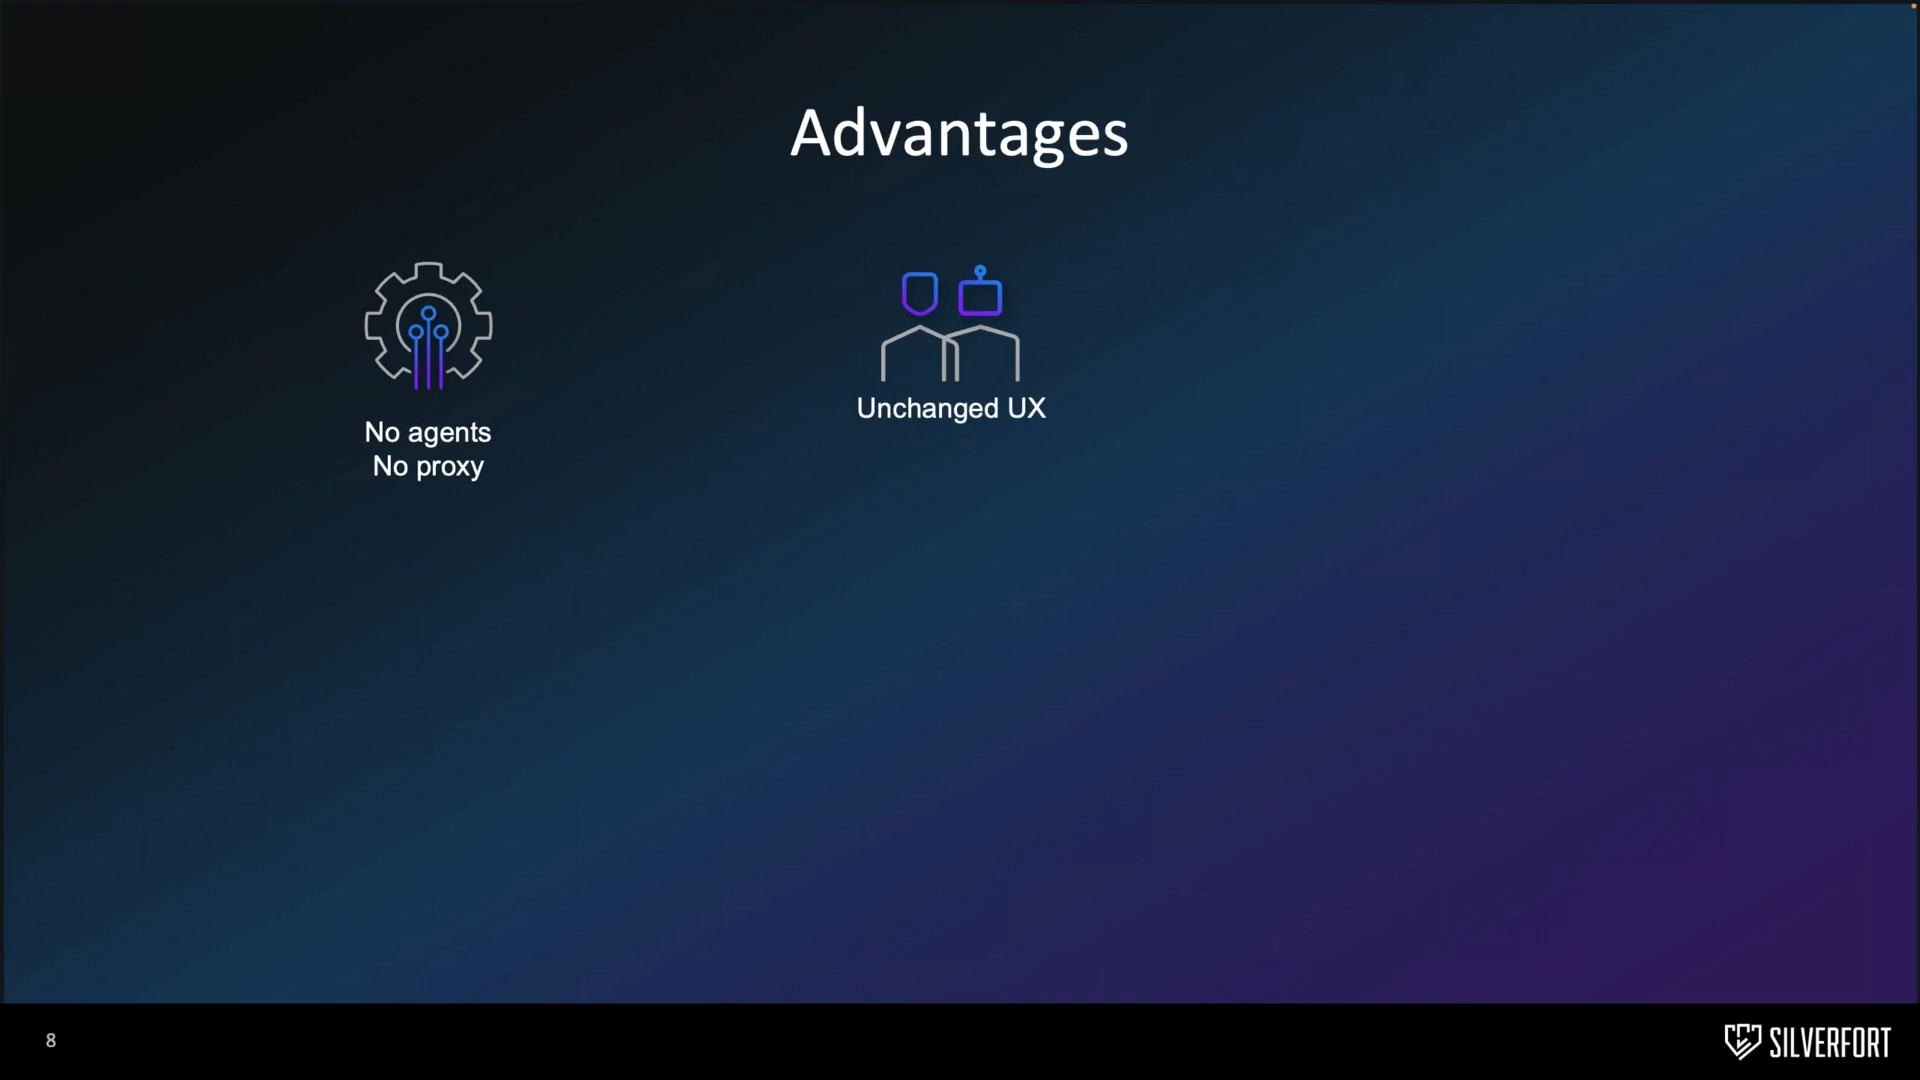 Advantages
No agents
No proxy
Unchanged UX
8
SILVERFORT